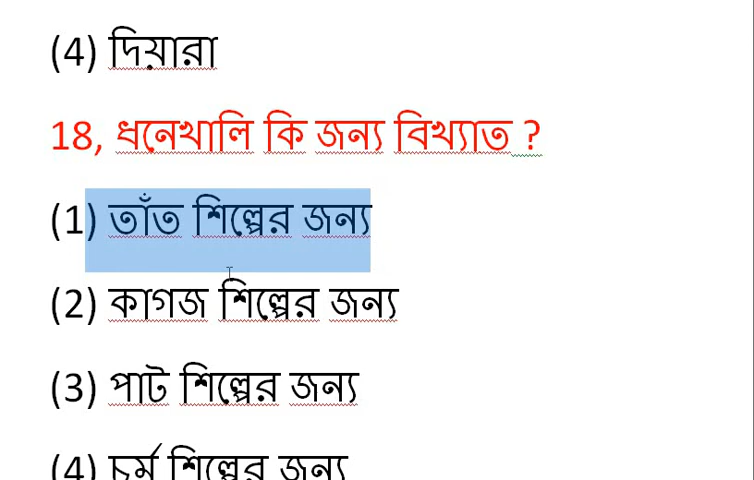 (4) দিয়ারা
18, ধনেখালি কি জন্য বিখ্যাত ?
(1) তাঁত শিল্পের জন্য
(2) কাগজ শিল্পের জন্য
(3) পাট শিল্পের জন্য
(4) চর্ম শিল্পের জন্য